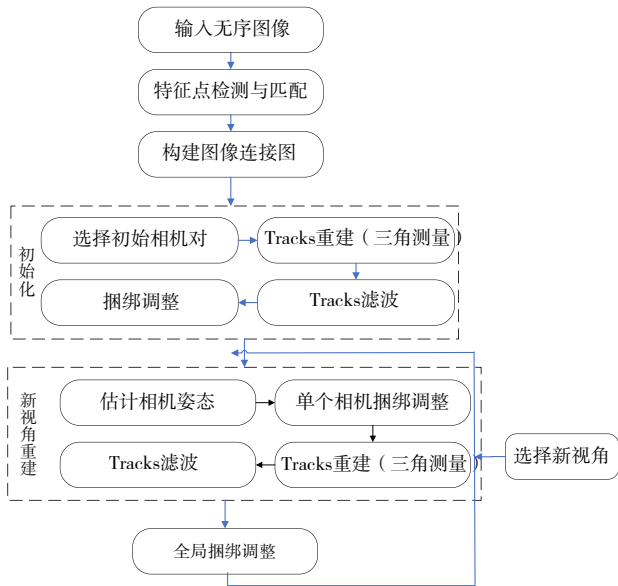 输入无序图像
特征点检测与匹配
构建图像连接图
初始化
选择初始相机对
Tracks重建（三角测量）
捆绑调整
Tracks滤波
新视角重建
估计相机姿态
单个相机捆绑调整
Tracks滤波
Tracks重建（三角测量）
选择新视角
全局捆绑调整